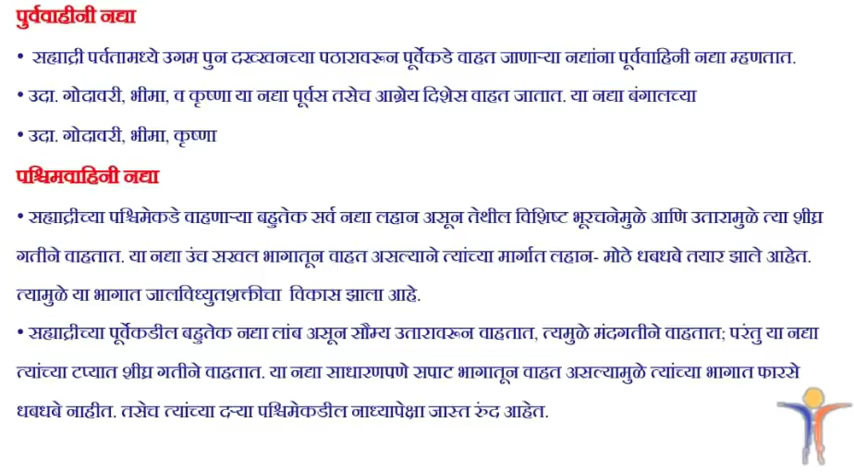 पुर्ववाहीनी नद्या
• सह्याद्री पर्वतामध्ये उगम पुन दख्खनच्या पठारावरून पूर्वेकडे वाहत जाणाऱ्या नद्यांना पूर्ववाहिनी नद्या म्हणतात.
• उदा. गोदावरी, भीमा, व कृष्णा या नद्या पूर्वस तसेच आग्रेय दिशेस वाहत जातात. या नद्या बंगालच्या
• उदा. गोदावरी, भीमा, कृष्णा
पश्चिमवाहिनी नद्या
• सह्याद्रीच्या पश्चिमेकडे वाहणाऱ्या बहुतेक सर्व नद्या लहान असून तेथील विशिष्ट भूरचनेमुळे आणि उतारामुळे त्या शीघ्र
गतीने वाहतात. या नद्या उंच सखल भागातून वाहत असल्याने त्यांच्या मार्गात लहान- मोठे धबधबे तयार झाले आहेत.
त्यामुळे या भागात जालविध्युतशक्तीचा विकास झाला आहे.
• सह्याद्रीच्या पूर्वेकडील बहुतेक नद्या लांब असून सौम्य उतारावरून वाहतात, त्यमुळे मंदगतीने वाहतात; परंतु या नद्या
त्यांच्या टप्यात शीघ्र गतीने वाहतात. या नद्या साधारणपणे सपाट भागातून वाहत असल्यामुळे त्यांच्या भागात फारसे
धबधबे नाहीत. तसेच त्यांच्या दऱ्या पश्चिमेकडील नाध्यापेक्षा जास्त रुंद आहेत.